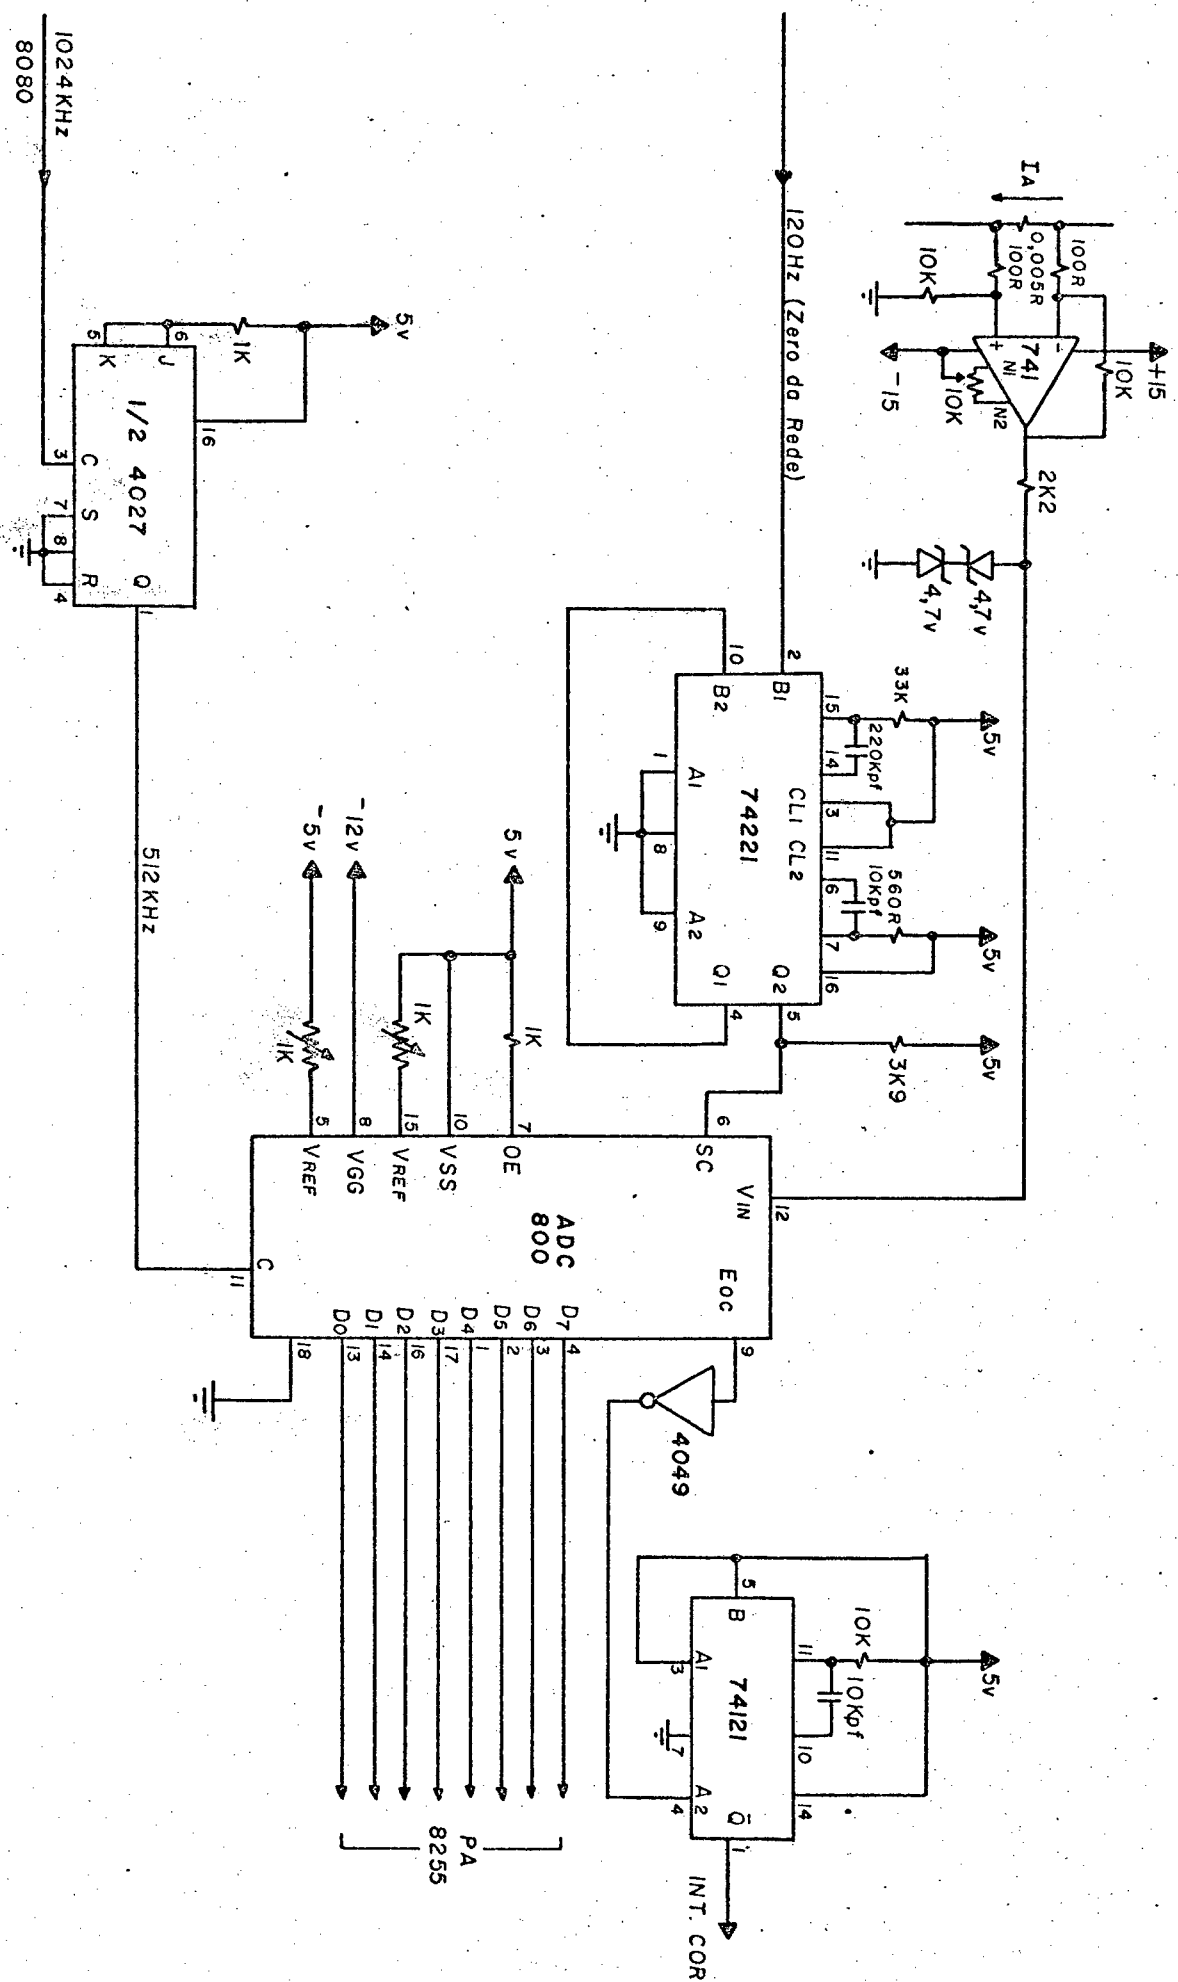 IA
0,005R
100R
100R
10K
+15
10K
−
+
741
N1
N2
10K
-15
2K2
4,7v
4,7v
120Hz (Zero da Rede)
5v
33K
220Kpf
5v
560R
10Kpf
5v
3K9
2
15
14
3
11
6
7
16
B1
CL1
CL2
Q2
5
74221
10
B2
A1
A2
Q1
4
1
8
9
1024KHz
8080
5v
1K
5
6
16
K
J
1/2 4027
C
S
R
Q
3
7
8
4
1
512KHz
-5v
-12v
5v
1K
1K
1K
5
8
15
10
7
6
12
VREF
VGG
VREF
VSS
OE
SC
VIN
ADC
800
C
11
EOC
9
D7
D6
D5
D4
D3
D2
D1
D0
4
3
2
1
17
16
14
13
18
4049
5v
10K
10Kpf
5
11
10
14
B
74121
A1
A2
Q̄
3
7
4
1
INT. COR
PA
8255